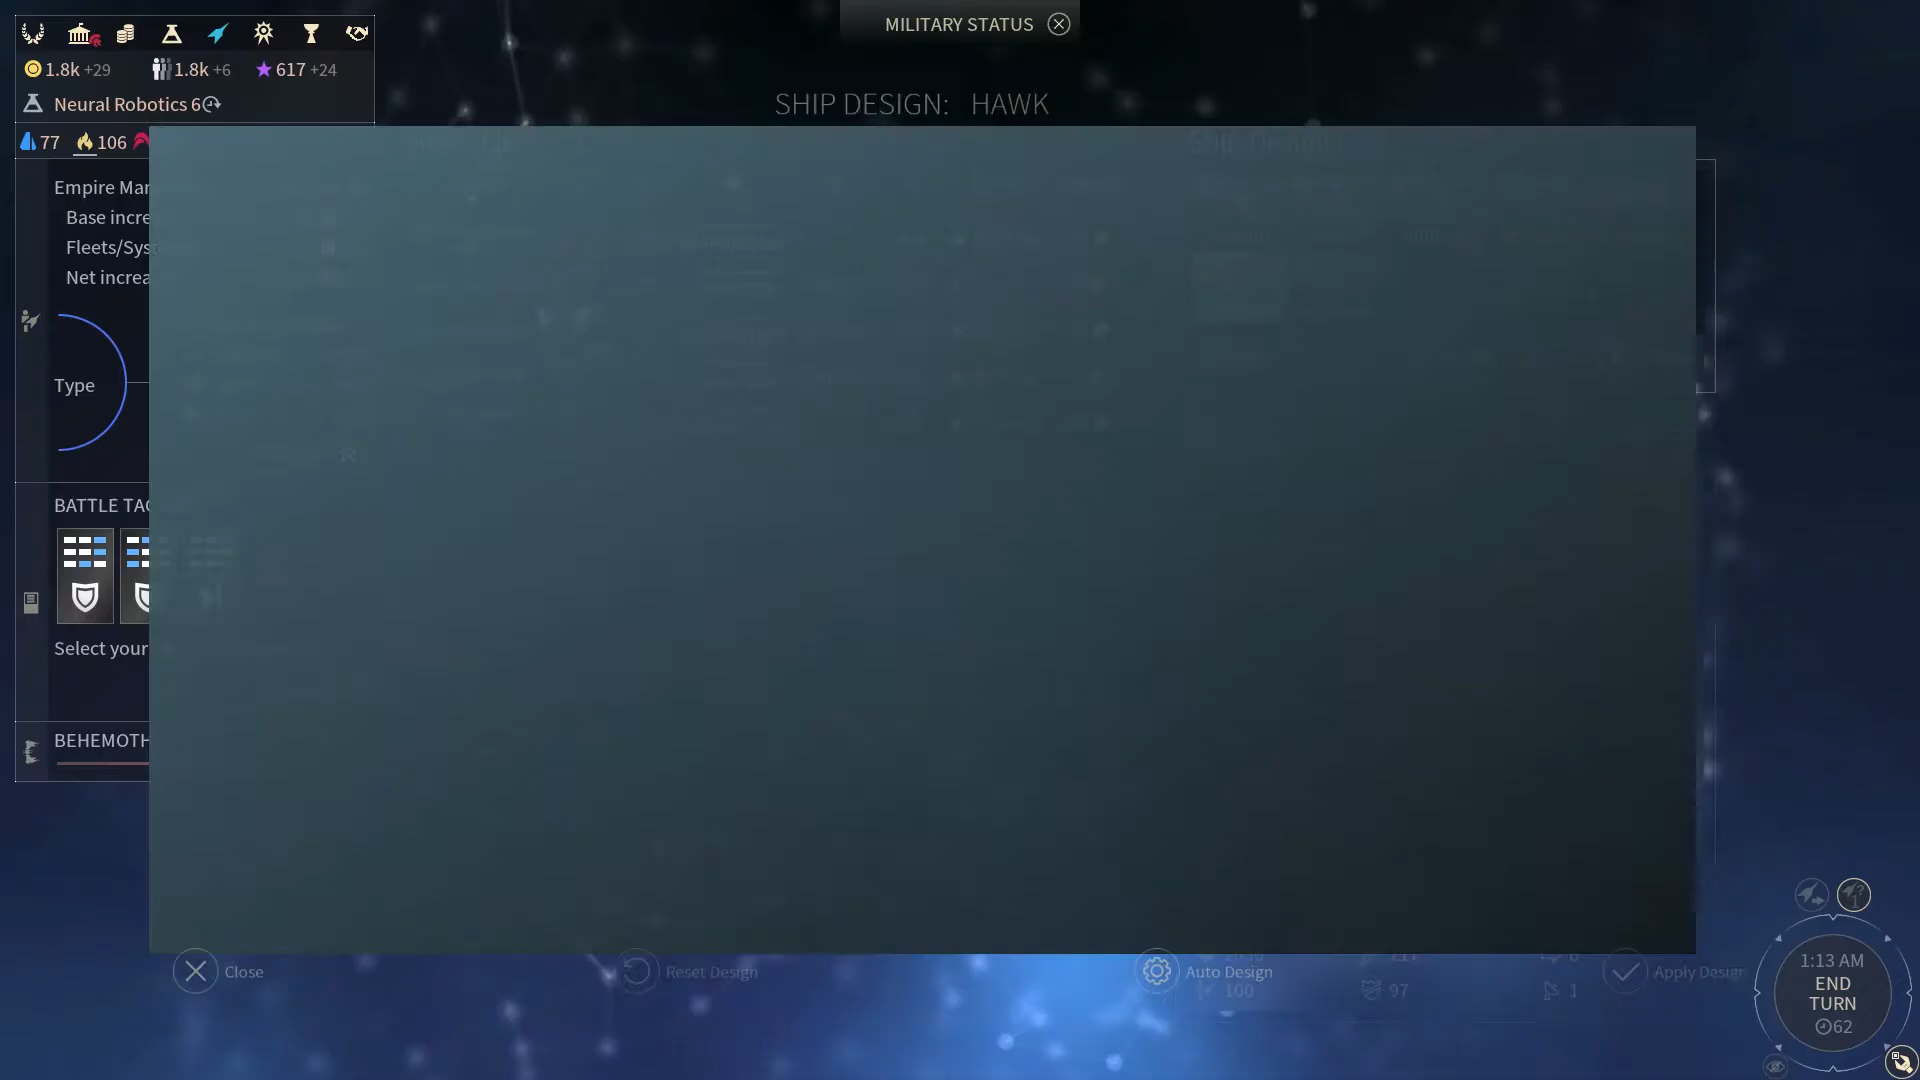 MILITARY STATUS
1.8k +29 1.8k +6 617 +24
SHIP DESIGN: HAWK
Neural Robotics 6
77 106
Ship Design
Empire Mar
Base incre
Fleets/Sys
Net increa
Type
BATTLE TAC
Select your
BEHEMOTH
Close
Reset Design
Auto Design
Apply Design
100 97 1
1:13 AM
END
TURN
62